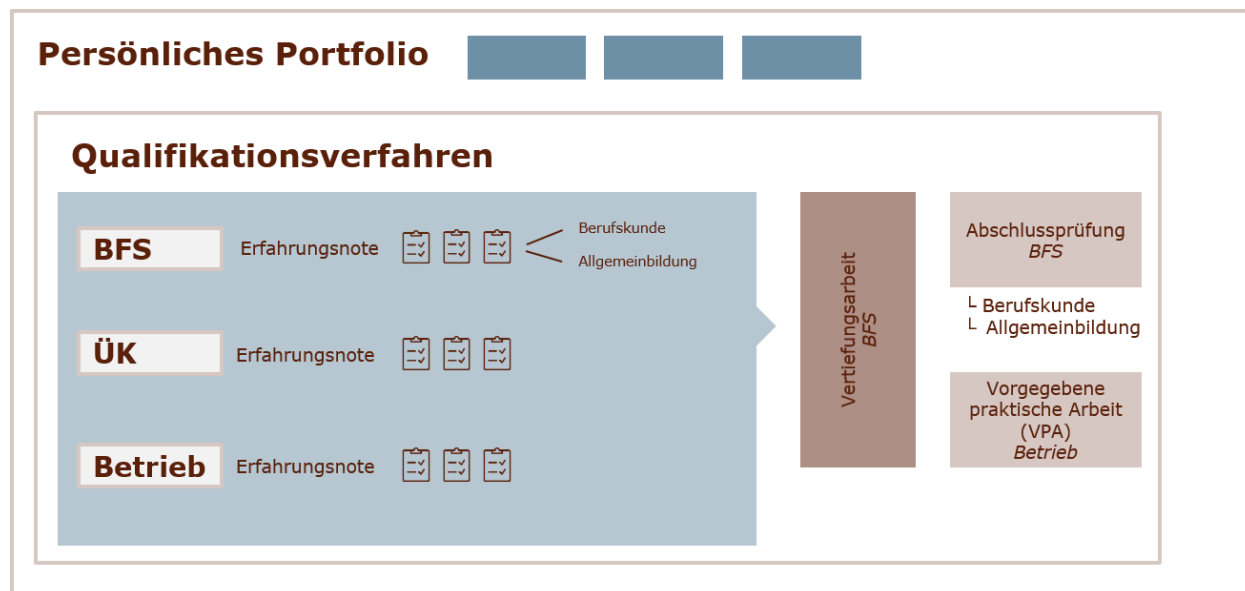 Persönliches Portfolio
Qualifikationsverfahren
BFS
Erfahrungsnote
Berufskunde
Allgemeinbildung
ÜK
Erfahrungsnote
Betrieb
Erfahrungsnote
Vertiefungsarbeit
BFS
Abschlussprüfung
BFS
└ Berufskunde
└ Allgemeinbildung
Vorgegebene
praktische Arbeit
(VPA)
Betrieb